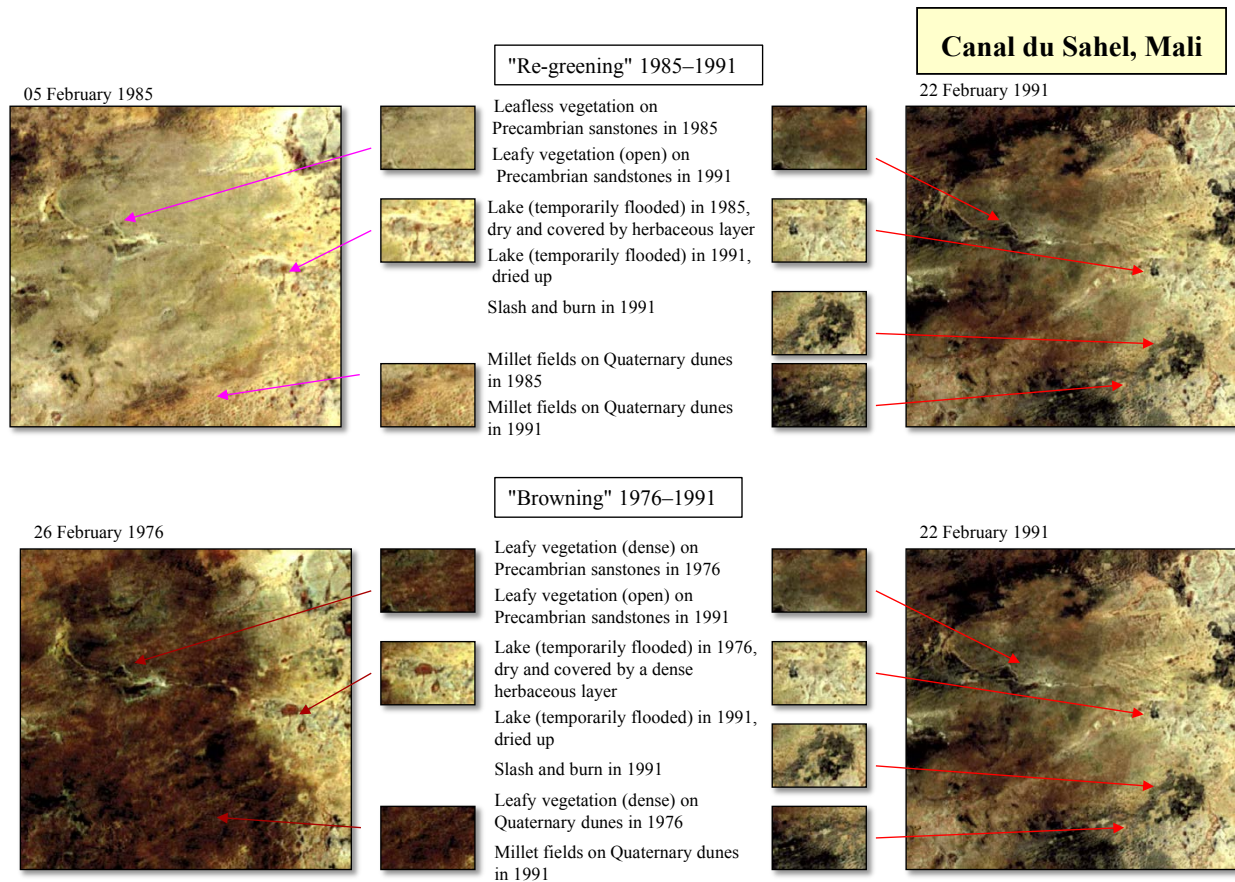 Canal du Sahel, Mali
"Re-greening" 1985–1991
05 February 1985
22 February 1991
Leafless vegetation on
Precambrian sanstones in 1985
Leafy vegetation (open) on
Precambrian sandstones in 1991
Lake (temporarily flooded) in 1985,
dry and covered by herbaceous layer
Lake (temporarily flooded) in 1991,
dried up
Slash and burn in 1991
Millet fields on Quaternary dunes
in 1985
Millet fields on Quaternary dunes
in 1991
"Browning" 1976–1991
26 February 1976
22 February 1991
Leafy vegetation (dense) on
Precambrian sanstones in 1976
Leafy vegetation (open) on
Precambrian sandstones in 1991
Lake (temporarily flooded) in 1976,
dry and covered by a dense
herbaceous layer
Lake (temporarily flooded) in 1991,
dried up
Slash and burn in 1991
Leafy vegetation (dense) on
Quaternary dunes in 1976
Millet fields on Quaternary dunes
in 1991